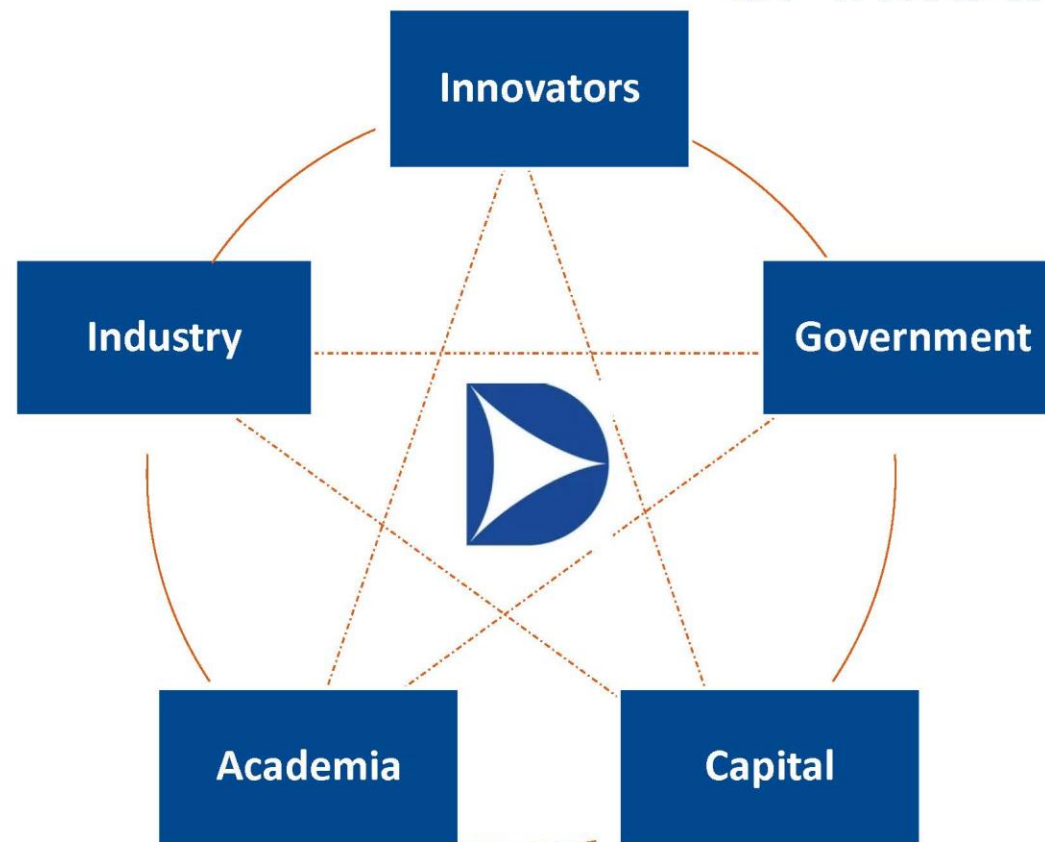 Innovators
Industry
Government
Academia
Capital